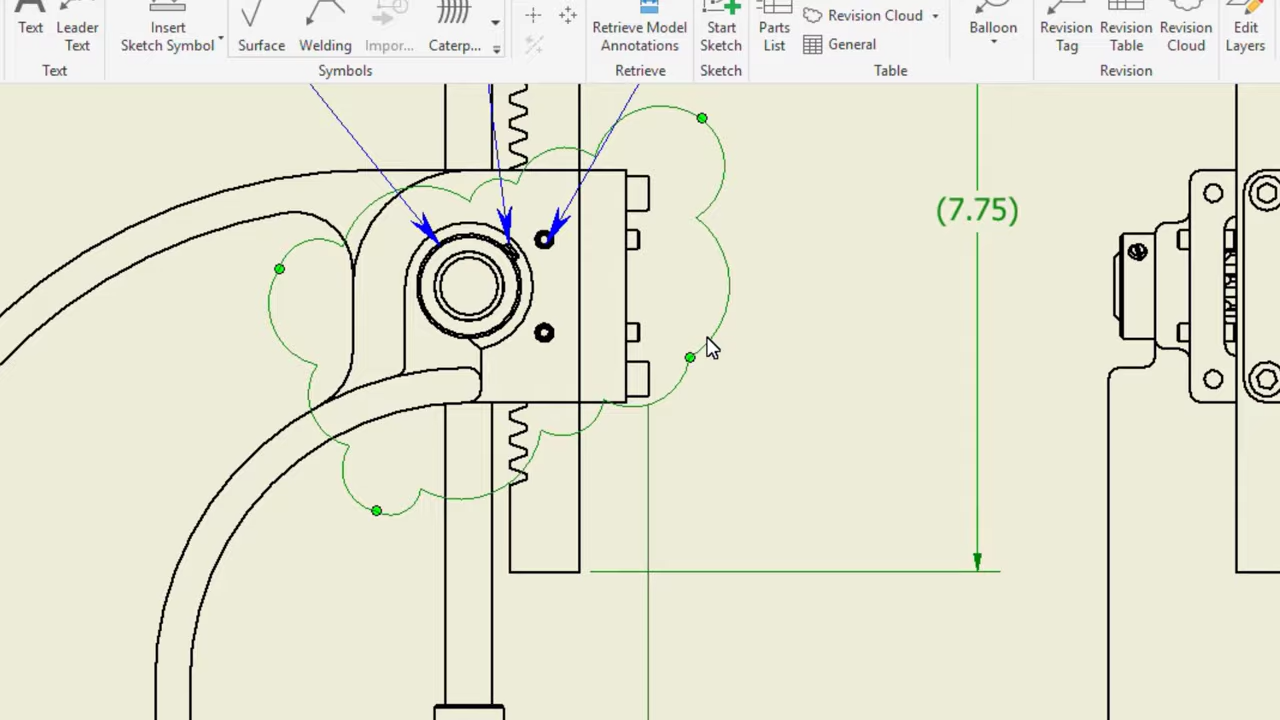 Text
Leader
Text
Text
Insert
Sketch Symbol
Surface
Welding
Impor...
Caterp...
Symbols
Retrieve Model
Annotations
Retrieve
Start
Sketch
Sketch
Parts
List
Revision Cloud
General
Table
Balloon
Revision
Tag
Revision
Table
Revision
Cloud
Revision
Edit
Layers
(7.75)